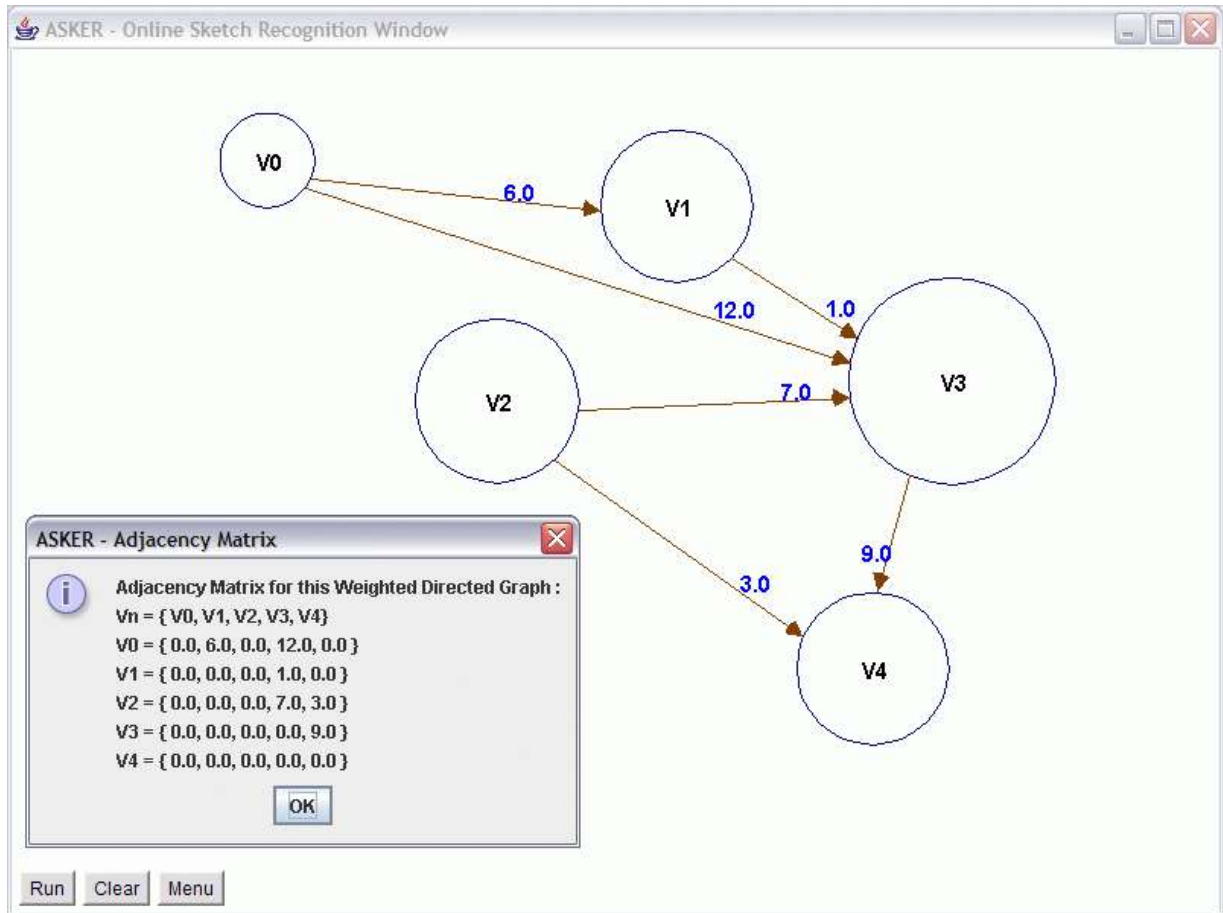 ASKER - Online Sketch Recognition Window
V0
6.0
V1
12.0
1.0
V2
7.0
V3
9.0
3.0
V4
ASKER - Adjacency Matrix
i
Adjacency Matrix for this Weighted Directed Graph :
Vn = { V0, V1, V2, V3, V4}
V0 = { 0.0, 6.0, 0.0, 12.0, 0.0 }
V1 = { 0.0, 0.0, 0.0, 1.0, 0.0 }
V2 = { 0.0, 0.0, 0.0, 7.0, 3.0 }
V3 = { 0.0, 0.0, 0.0, 0.0, 9.0 }
V4 = { 0.0, 0.0, 0.0, 0.0, 0.0 }
OK
Run Clear Menu